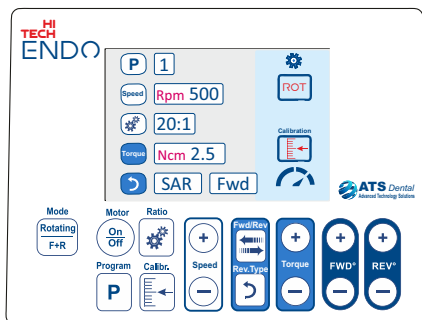 HI
TECH
ENDO
P 1
Speed Rpm 500
20:1
Torque Ncm 2.5
SAR Fwd
ROT
Calibration
ATS Dental
Advanced Technology Solutions
Mode Motor Ratio
Rotating
F+R
On
Off
Program Calibr.
P
+ Speed −
Fwd/Rev
Rev.Type
+ Torque −
+ FWD° −
+ REV° −